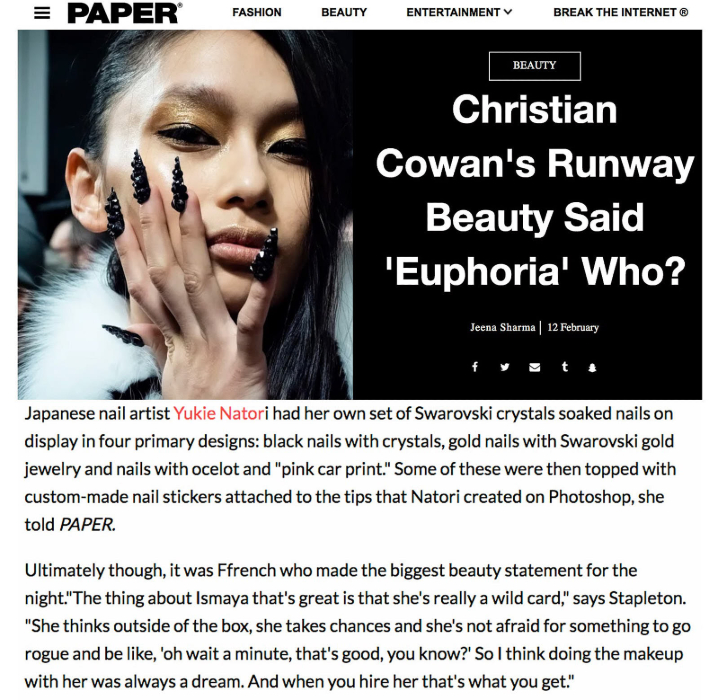 PAPER®
FASHION BEAUTY ENTERTAINMENT BREAK THE INTERNET ®
BEAUTY
Christian
Cowan's Runway
Beauty Said
'Euphoria' Who?
Jeena Sharma | 12 February
Japanese nail artist Yukie Natori had her own set of Swarovski crystals soaked nails on
display in four primary designs: black nails with crystals, gold nails with Swarovski gold
jewelry and nails with ocelot and "pink car print." Some of these were then topped with
custom-made nail stickers attached to the tips that Natori created on Photoshop, she
told PAPER.
Ultimately though, it was Ffrench who made the biggest beauty statement for the
night."The thing about Ismaya that's great is that she's really a wild card," says Stapleton.
"She thinks outside of the box, she takes chances and she's not afraid for something to go
rogue and be like, 'oh wait a minute, that's good, you know?' So I think doing the makeup
with her was always a dream. And when you hire her that's what you get."